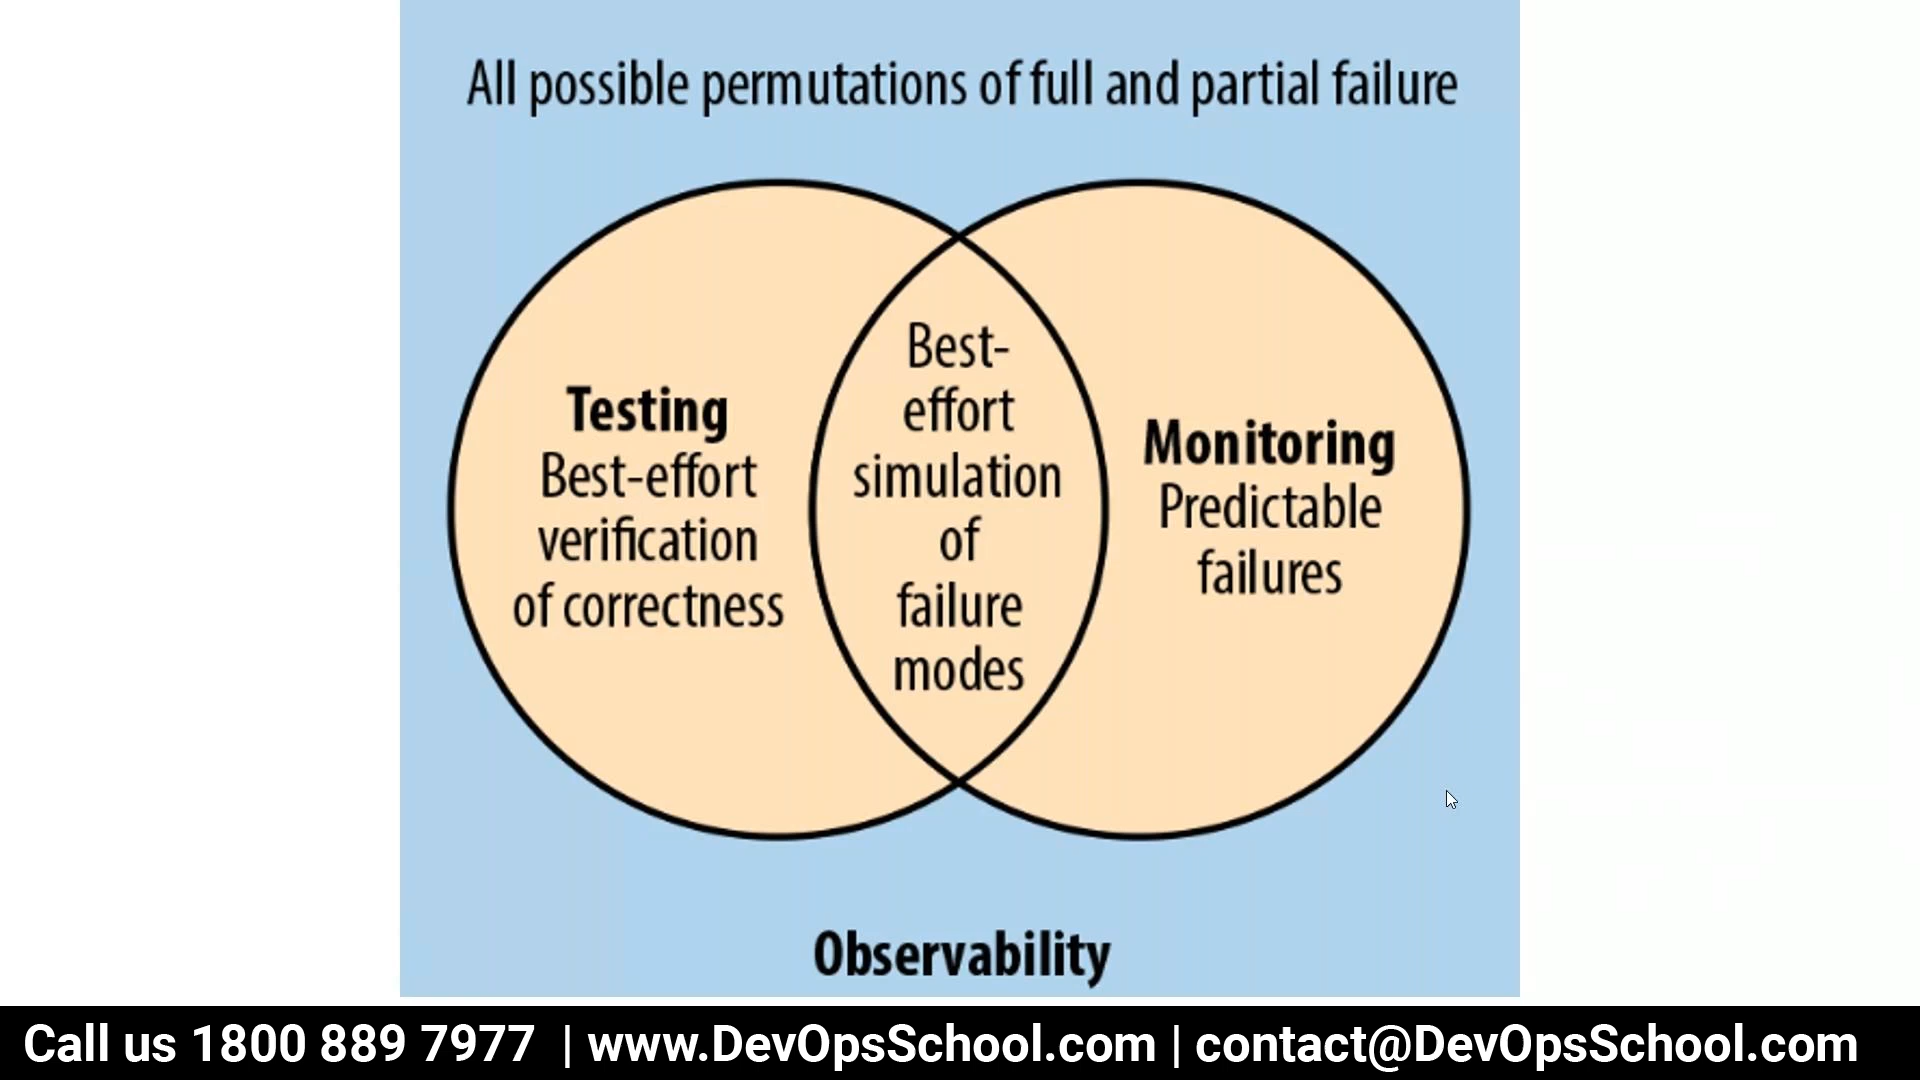 All possible permutations of full and partial failure
Testing
Best-effort
verification
of correctness
Best-
effort
simulation
of
failure
modes
Monitoring
Predictable
failures
Observability
Call us 1800 889 7977 | www.DevOpsSchool.com | contact@DevOpsSchool.com